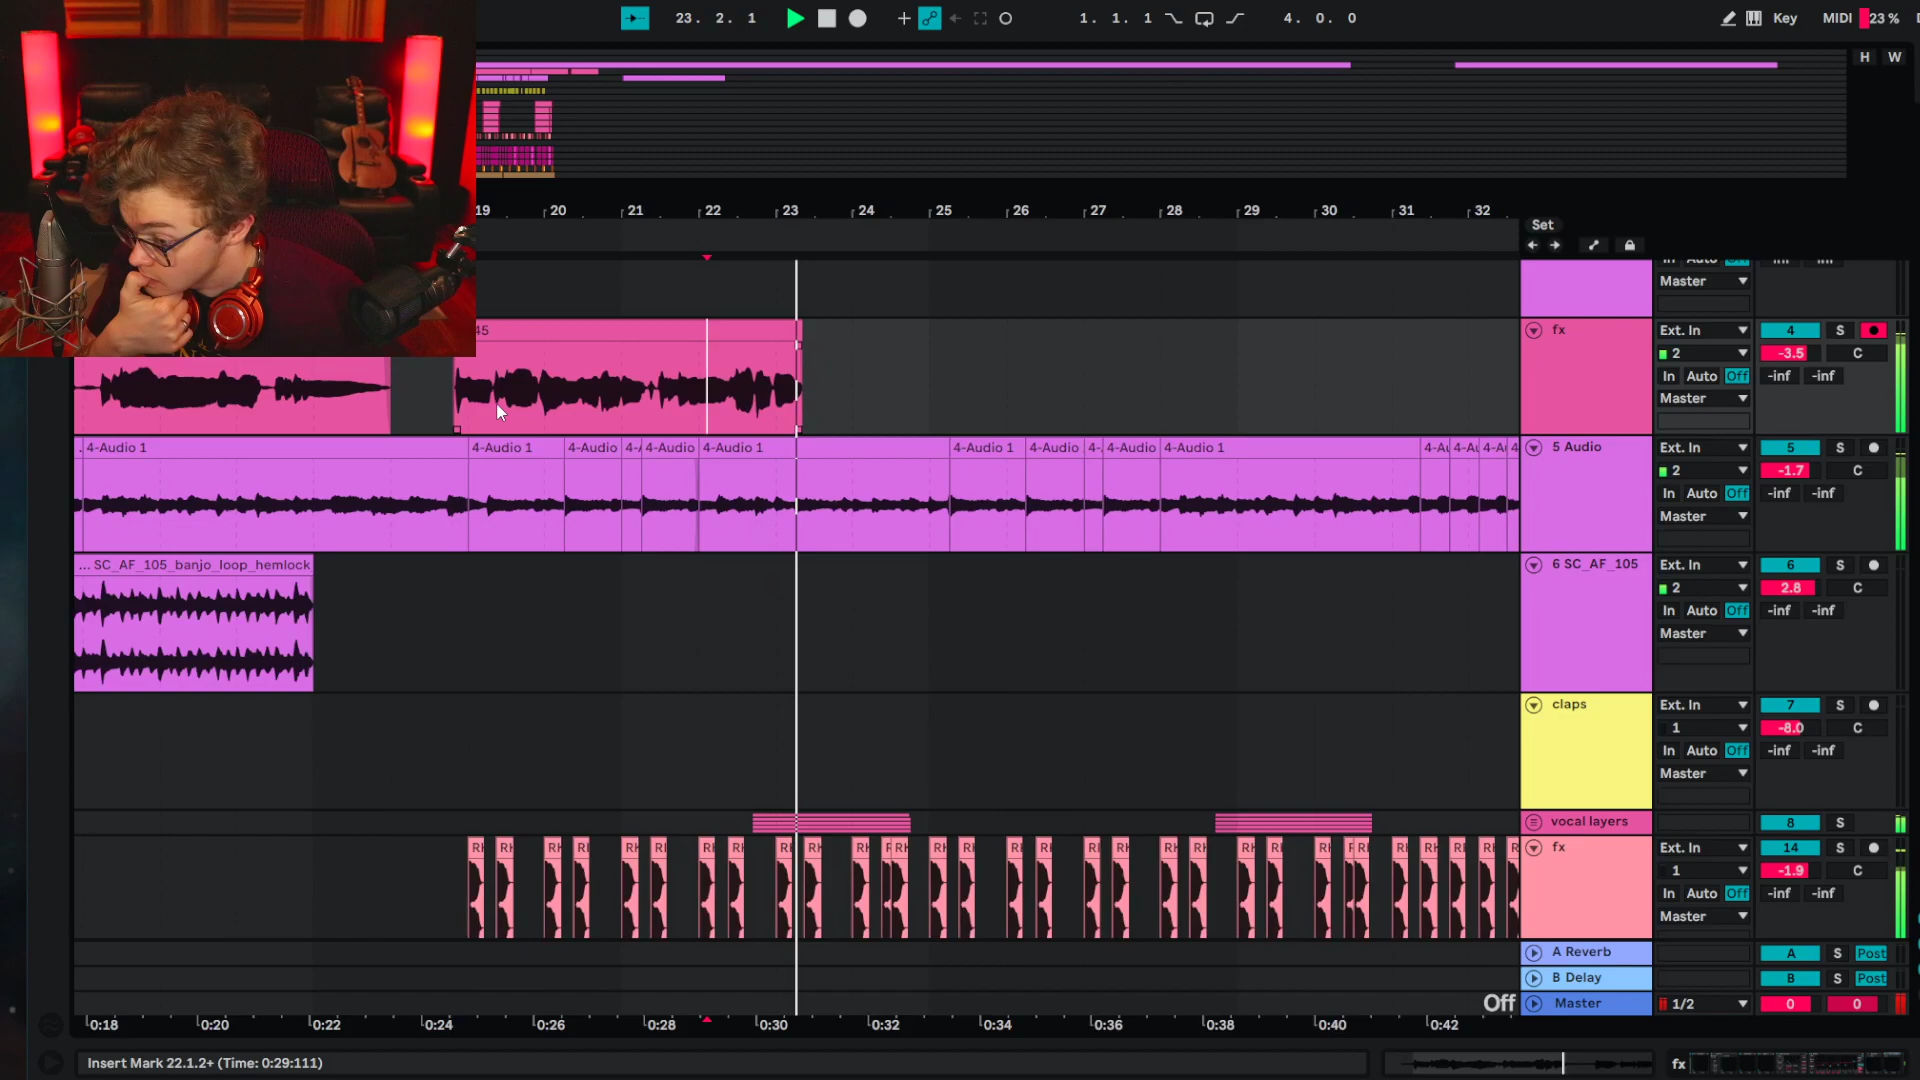 23. 2. 1
1. 1. 1
4. 0. 0
Key
MIDI
23 %
H W
19 20 21 22 23 24 25 26 27 28 29 30 31 32
Set
Master
45
fx
Ext. In
4 S
2
-3.5 C
In Auto Off
-inf -inf
Master
4-Audio 1
4-Audio 1
4-Audio
4-Audio
4-Audio 1
4-Audio 1
4-Audio
4-Audio
4-Audio 1
5 Audio
Ext. In
5 S
2
-1.7 C
In Auto Off
-inf -inf
Master
... SC_AF_105_banjo_loop_hemlock
6 SC_AF_105
Ext. In
6 S
2
2.8 C
In Auto Off
-inf -inf
Master
claps
Ext. In
7 S
1
-8.0 C
In Auto Off
-inf -inf
Master
vocal layers
8 S
fx
Ext. In
14 S
1
-1.9 C
In Auto Off
-inf -inf
Master
A Reverb
A S Post
B Delay
B S Post
Off
Master
1/2
0 0
0:18 0:20 0:22 0:24 0:26 0:28 0:30 0:32 0:34 0:36 0:38 0:40 0:42
Insert Mark 22.1.2+ (Time: 0:29:111)
fx